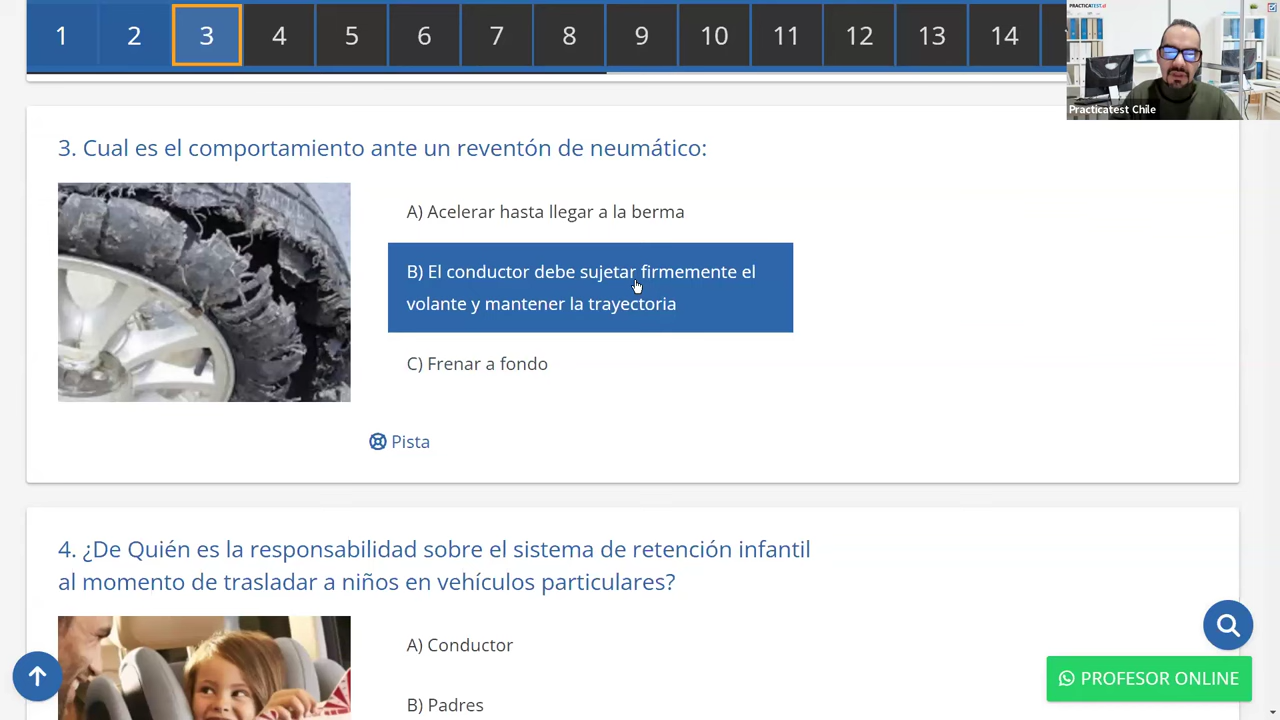 1 2 3 4 5 6 7 8 9 10 11 12 13 14
PRACTICATEST.cl
Practicatest Chile
3. Cual es el comportamiento ante un reventón de neumático:
A) Acelerar hasta llegar a la berma
B) El conductor debe sujetar firmemente el
volante y mantener la trayectoria
C) Frenar a fondo
Pista
4. ¿De Quién es la responsabilidad sobre el sistema de retención infantil
al momento de trasladar a niños en vehículos particulares?
A) Conductor
B) Padres
PROFESOR ONLINE